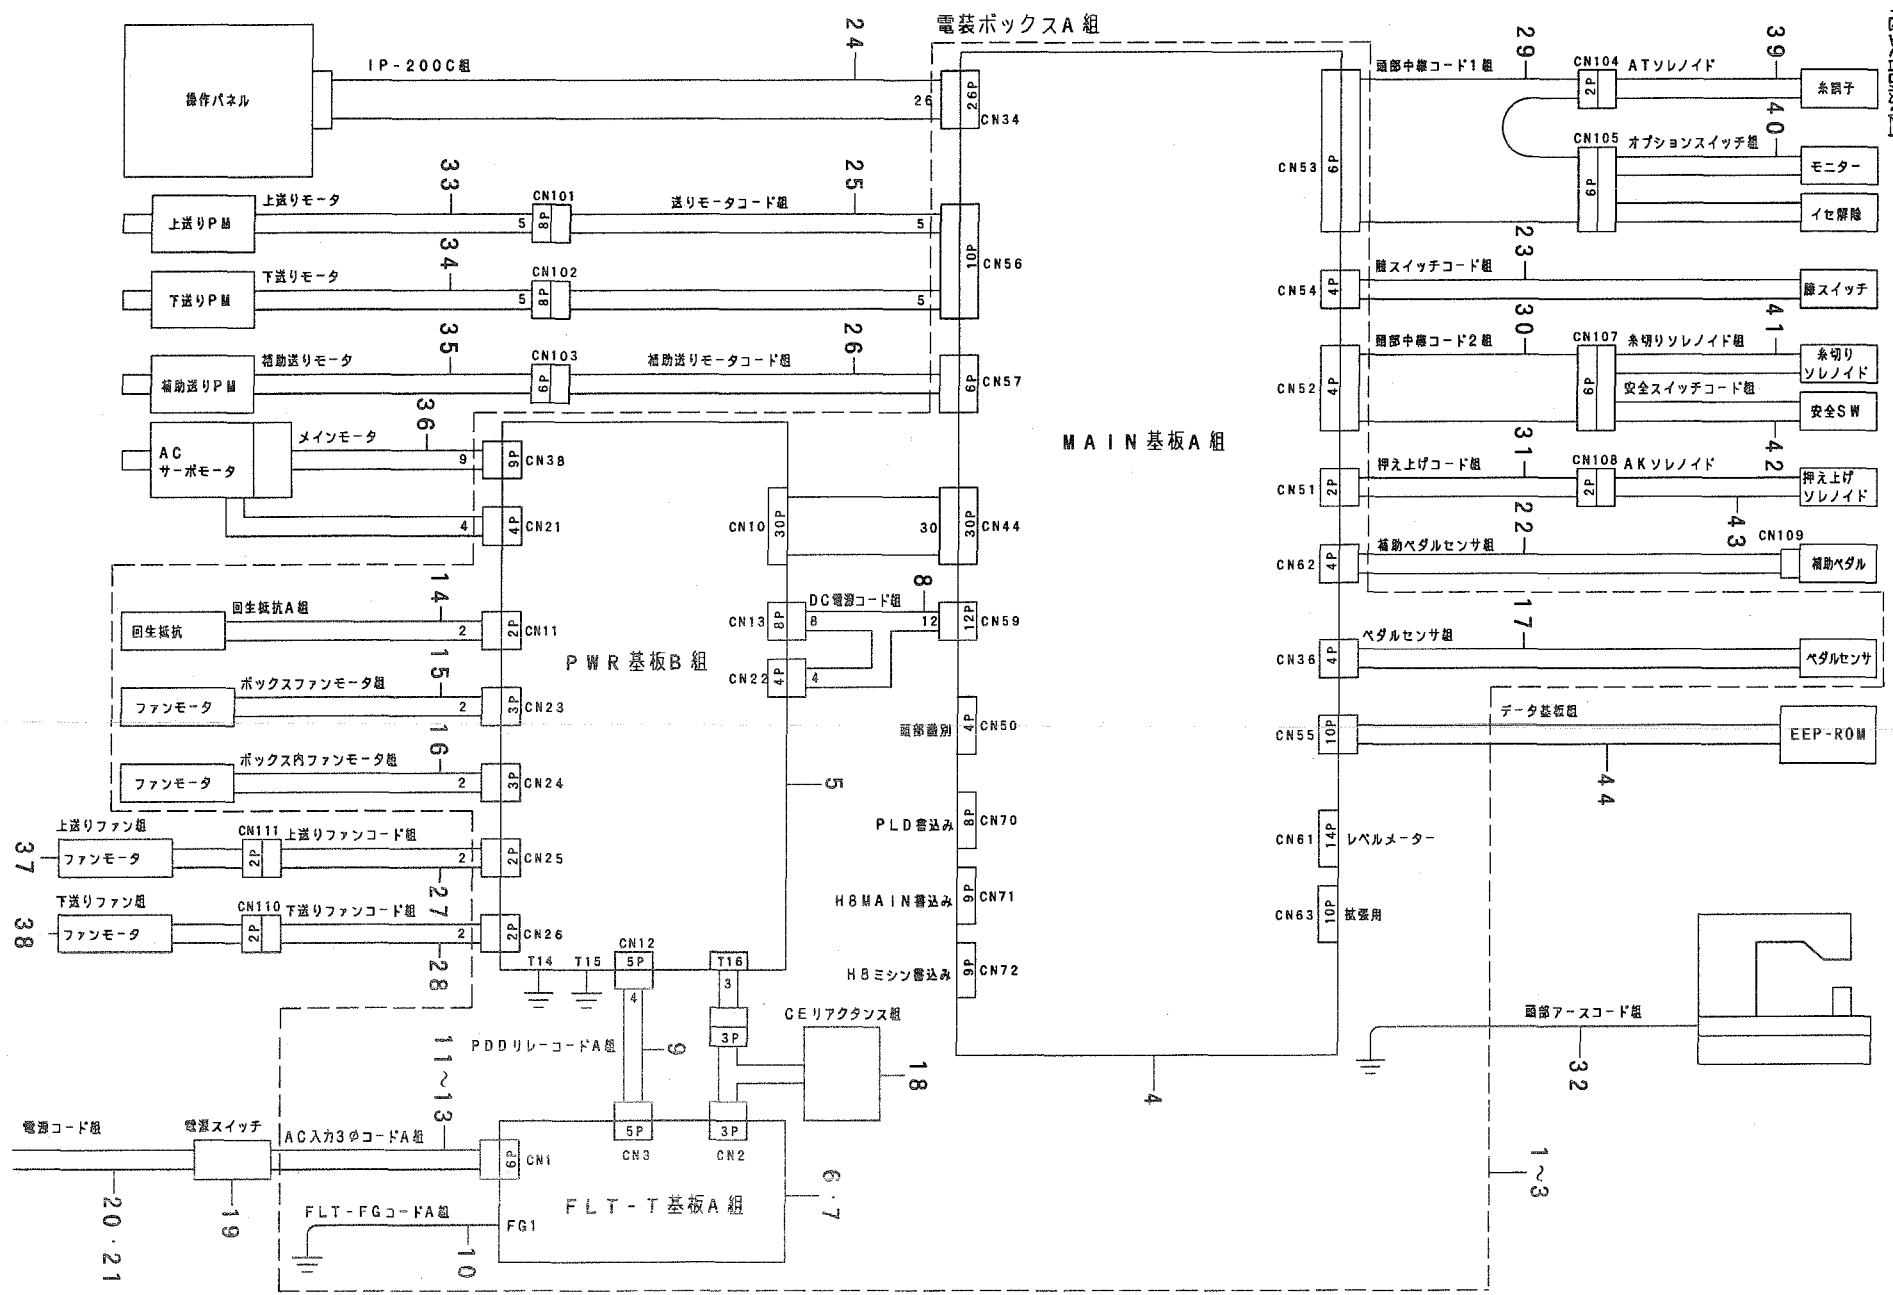 電装ボックスA組
操作パネル
IP-200C組
24
26
26P
CN34
上送りPM
上送りモータ
33
5
CN101
8P
送りモータコード組
25
5
10P
CN56
下送りPM
下送りモータ
34
5
CN102
8P
5
補助送りPM
補助送りモータ
35
CN103
6P
補助送りモータコード組
26
6P
CN57
AC
サーボモータ
メインモータ
36
9
9P
CN38
4
4P
CN21
CN10
30P
30
30P
CN44
回生抵抗
回生抵抗A組
14
2
2P
CN11
PWR基板B組
CN13
8P
DC電源コード組
8
8
12
12P
CN59
CN22
4P
4
ファンモータ
ボックスファンモータ組
15
2
3P
CN23
ファンモータ
ボックス内ファンモータ組
16
2
3P
CN24
5
上送りファン組
37
ファンモータ
CN111
2P
上送りファンコード組
2
27
2P
CN25
下送りファン組
38
ファンモータ
CN110
2P
下送りファンコード組
2
28
2P
CN26
T14
T15
CN12
5P
4
T16
3
3P
PDDリレーコードA組
9
CEリアクタンス組
18
5P
CN3
3P
CN2
電源コード組
20・21
電源スイッチ
19
AC入力3φコードA組
11~13
6P
CN1
FLT-T基板A組
6・7
FLT-FGコードA組
10
FG1
MAIN基板A組
4
頭部識別
4P
CN50
PLD書込み
8P
CN70
H8MAIN書込み
9P
CN71
H8ミシン書込み
9P
CN72
CN53
6P
頭部中継コード1組
29
CN104
2P
ATソレノイド
39
糸調子
CN105
6P
オプションスイッチ組
40
モニター
イセ解除
CN54
4P
膝スイッチコード組
23
膝スイッチ
CN52
4P
頭部中継コード2組
30
CN107
6P
糸切りソレノイド組
41
糸切り
ソレノイド
安全スイッチコード組
42
安全SW
CN51
2P
押え上げコード組
31
CN108
2P
AKソレノイド
43
押え上げ
ソレノイド
CN62
4P
補助ペダルセンサ組
22
CN109
補助ペダル
CN36
4P
ペダルセンサ組
17
ペダルセンサ
CN55
10P
データ基板組
44
EEP-ROM
CN61
14P
レベルメーター
CN63
10P
拡張用
頭部アースコード組
32
1~3